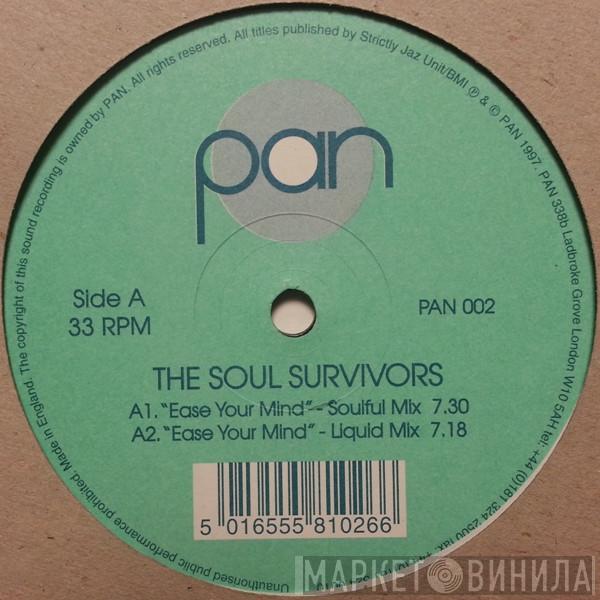 Made in England. The copyright of this sound recording is owned by PAN. All rights reserved. All titles published by Strictly Jaz Unit/BMI ℗ & © PAN 1997. PAN 338b Ladbroke Grove London W10 5AH tel: +44 (0)181 324 2500 fax: +44
Unauthorised public performance prohibited.
pan
Side A
33 RPM
PAN 002
THE SOUL SURVIVORS
A1. "Ease Your Mind" - Soulful Mix 7.30
A2. "Ease Your Mind" - Liquid Mix 7.18
5 016555 810266
МАРКЕТ ВИНИЛА